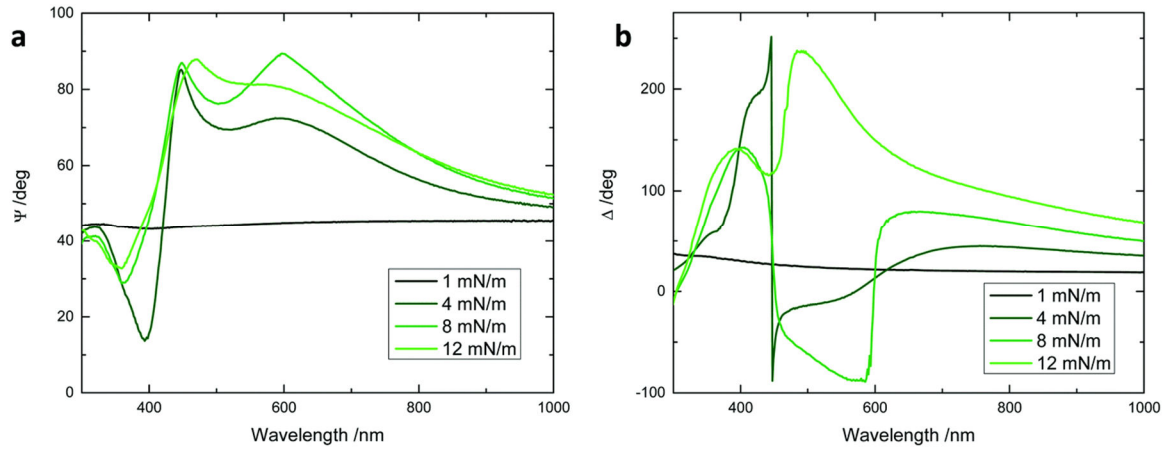 a
100
80
60
40
20
0
Ψ /deg
400
600
800
1000
Wavelength /nm
1 mN/m
4 mN/m
8 mN/m
12 mN/m
b
200
100
0
-100
Δ /deg
400
600
800
1000
Wavelength /nm
1 mN/m
4 mN/m
8 mN/m
12 mN/m